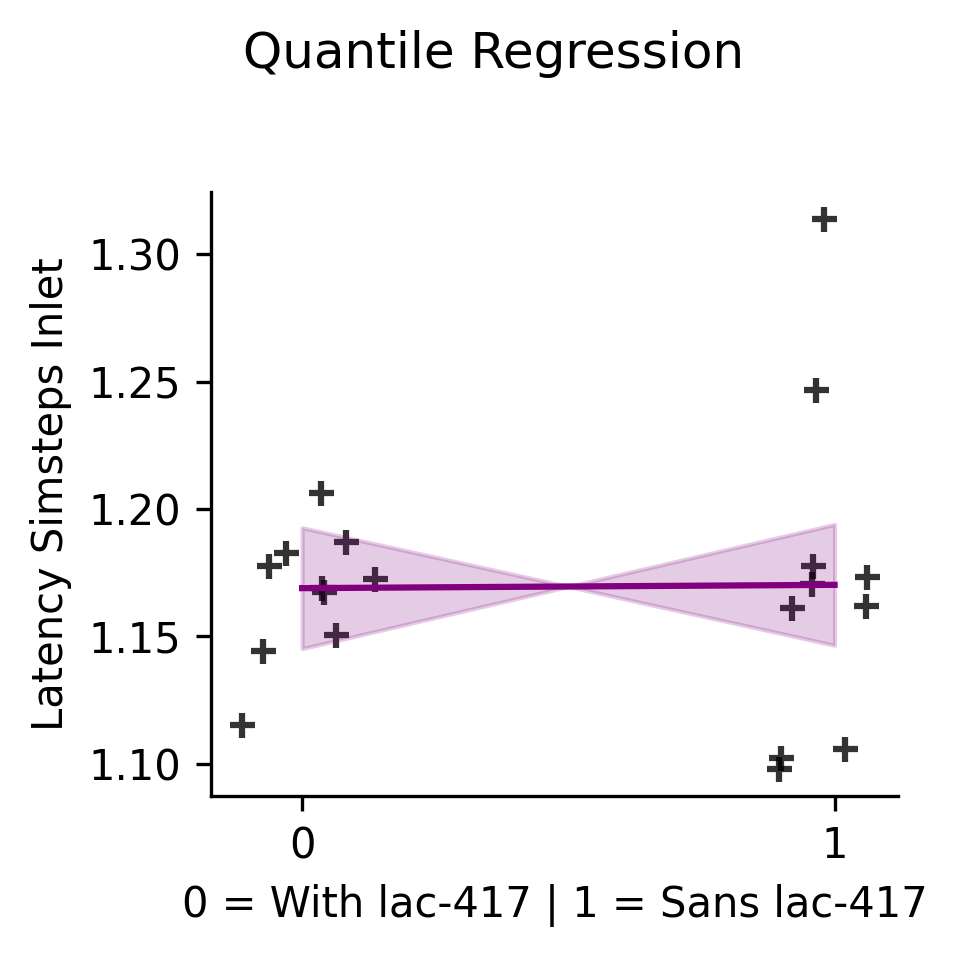 Quantile Regression
Latency Simsteps Inlet
1.30
1.25
1.20
1.15
1.10
0 1
0 = With lac-417 | 1 = Sans lac-417